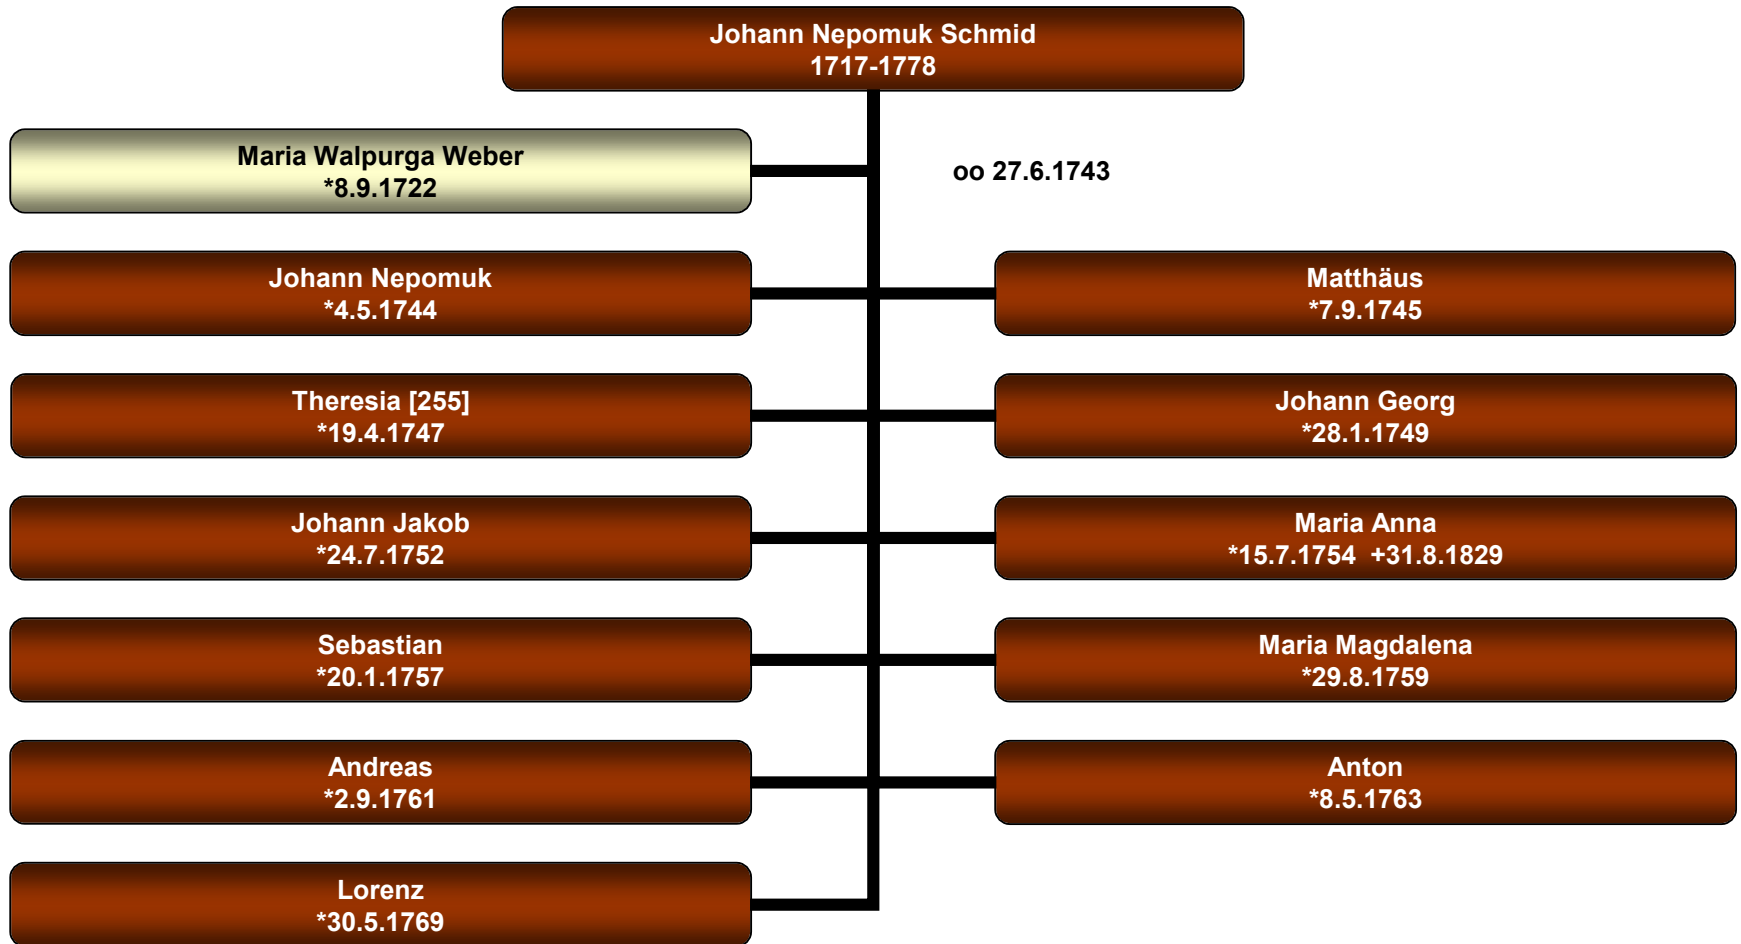 Johann Nepomuk Schmid
1717-1778
Maria Walpurga Weber
*8.9.1722
oo 27.6.1743
Johann Nepomuk
*4.5.1744
Matthäus
*7.9.1745
Theresia [255]
*19.4.1747
Johann Georg
*28.1.1749
Johann Jakob
*24.7.1752
Maria Anna
*15.7.1754 +31.8.1829
Sebastian
*20.1.1757
Maria Magdalena
*29.8.1759
Andreas
*2.9.1761
Anton
*8.5.1763
Lorenz
*30.5.1769